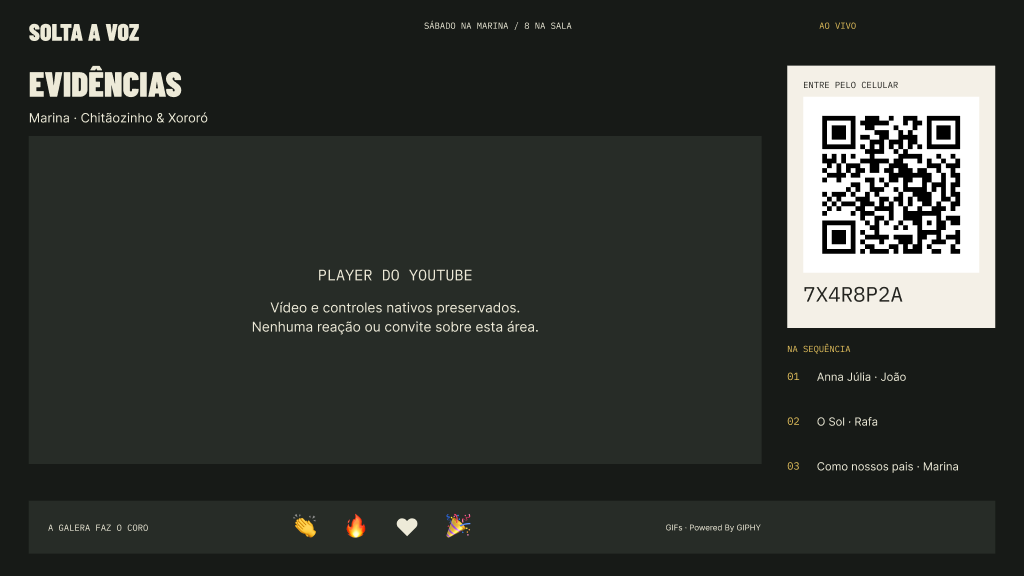 SOLTA A VOZ
SÁBADO NA MARINA / 8 NA SALA
AO VIVO
EVIDÊNCIAS
Marina · Chitãozinho & Xororó
PLAYER DO YOUTUBE
Vídeo e controles nativos preservados.
Nenhuma reação ou convite sobre esta área.
ENTRE PELO CELULAR
7X4R8P2A
NA SEQUÊNCIA
01 Anna Júlia · João
02 O Sol · Rafa
03 Como nossos pais · Marina
A GALERA FAZ O CORO
GIFs · Powered By GIPHY